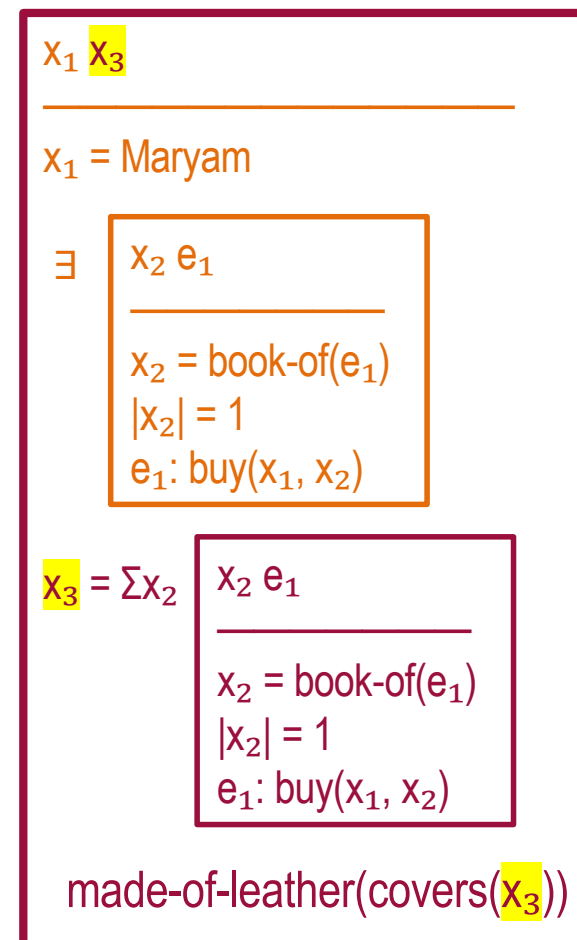 x₁ x₃
x₁ = Maryam
∃
x₂ e₁
x₂ = book-of(e₁)
|x₂| = 1
e₁: buy(x₁, x₂)
x₃ = Σx₂
x₂ e₁
x₂ = book-of(e₁)
|x₂| = 1
e₁: buy(x₁, x₂)
made-of-leather(covers(x₃))